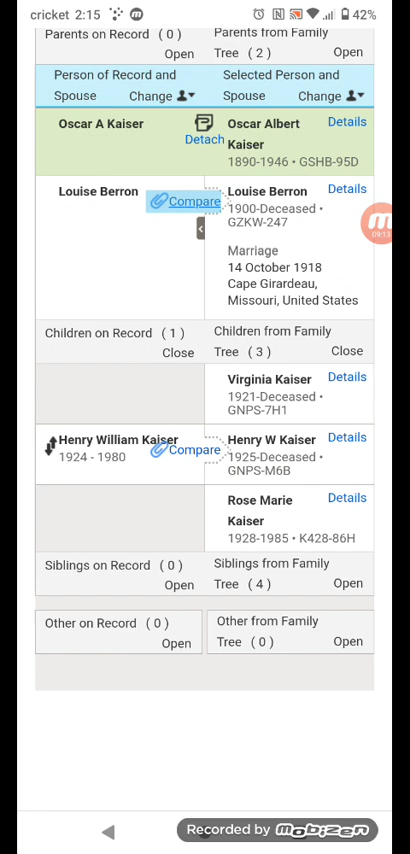 cricket 2:15 42%
Parents on Record ( 0 )
Open
Parents from Family
Tree ( 2 ) Open
Person of Record and
Spouse Change
Selected Person and
Spouse Change
Oscar A Kaiser
Detach
Oscar Albert Details
Kaiser
1890-1946 • GSHB-95D
Louise Berron
Compare
Louise Berron Details
1900-Deceased •
GZKW-247
Marriage
14 October 1918
Cape Girardeau,
Missouri, United States
09:13
Children on Record ( 1 )
Close
Children from Family
Tree ( 3 ) Close
Virginia Kaiser Details
1921-Deceased •
GNPS-7H1
Henry William Kaiser
1924 - 1980
Compare
Henry W Kaiser Details
1925-Deceased •
GNPS-M6B
Rose Marie Details
Kaiser
1928-1985 • K428-86H
Siblings on Record ( 0 )
Open
Siblings from Family
Tree ( 4 ) Open
Other on Record ( 0 )
Open
Other from Family
Tree ( 0 ) Open
Recorded by mobizen